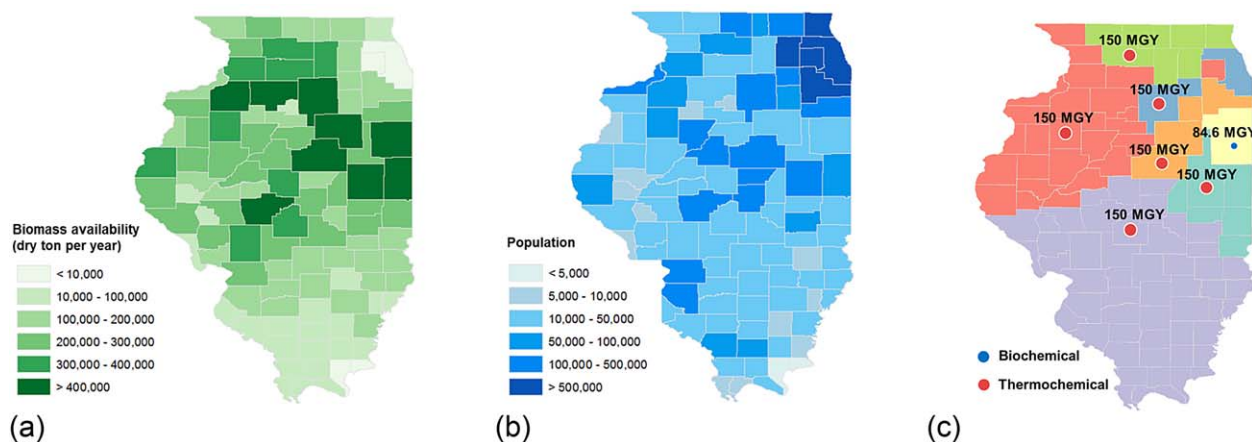 Biomass availability
(dry ton per year)
< 10,000
10,000 - 100,000
100,000 - 200,000
200,000 - 300,000
300,000 - 400,000
> 400,000
(a)
Population
< 5,000
5,000 - 10,000
10,000 - 50,000
50,000 - 100,000
100,000 - 500,000
> 500,000
(b)
150 MGY
150 MGY
150 MGY
84.6 MGY
150 MGY
150 MGY
150 MGY
Biochemical
Thermochemical
(c)